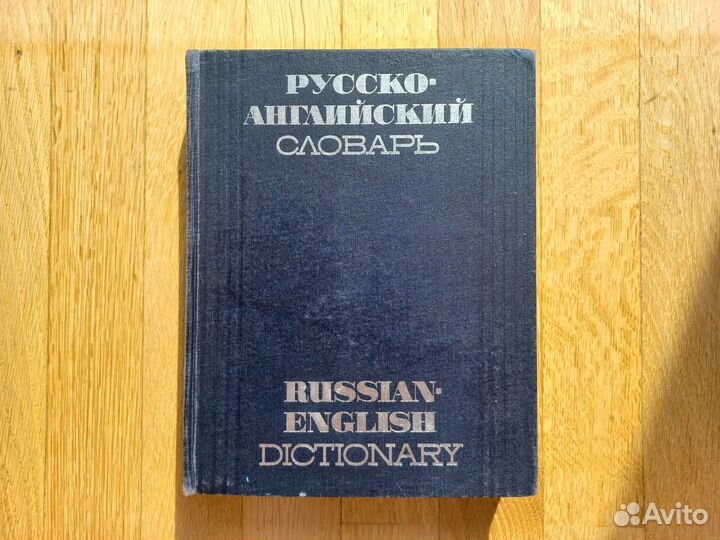 РУССКО-
АНГЛИЙСКИЙ
СЛОВАРЬ
RUSSIAN-
ENGLISH
DICTIONARY
Avito